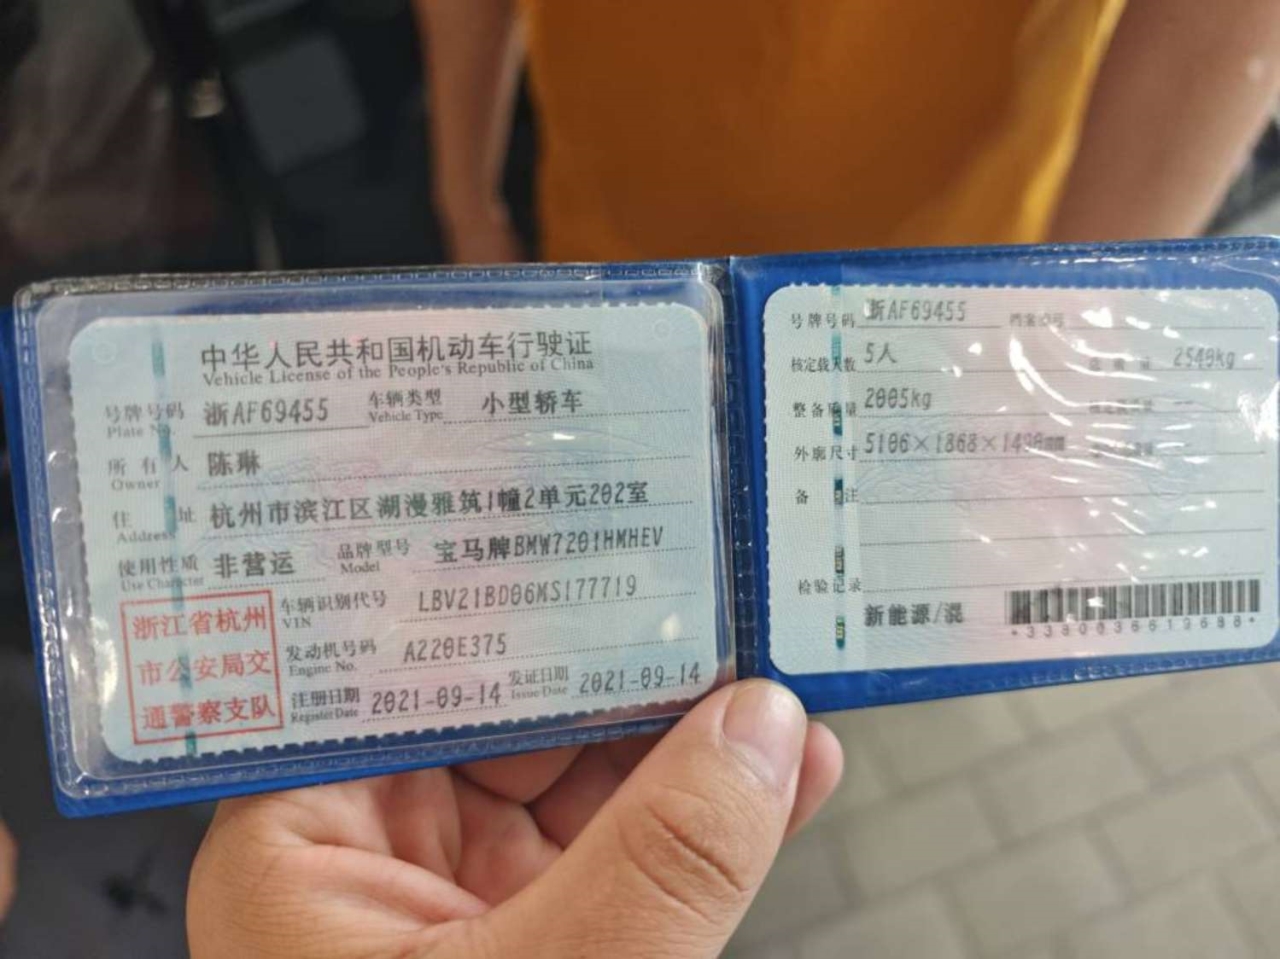 中华人民共和国机动车行驶证
Vehicle License of the People's Republic of China
号牌号码 浙AF69455 车辆类型 小型轿车
Plate No. Vehicle Type
所有人 陈琳
Owner
住址 杭州市滨江区湖漫雅筑1幢2单元202室
Address
使用性质 非营运 品牌型号 宝马牌BMW7201HMHEV
Use Character Model
浙江省杭州
市公安局交
通警察支队
车辆识别代号 LBV21BD06MS177719
VIN
发动机号码 A220E375
Engine No.
注册日期 2021-09-14 发证日期 2021-09-14
Register Date Issue Date
号牌号码 浙AF69455 档案编号
核定载人数 5人 总质量 2549kg
整备质量 2005kg
外廓尺寸 5106×1868×1490mm
备注
检验记录
新能源/混